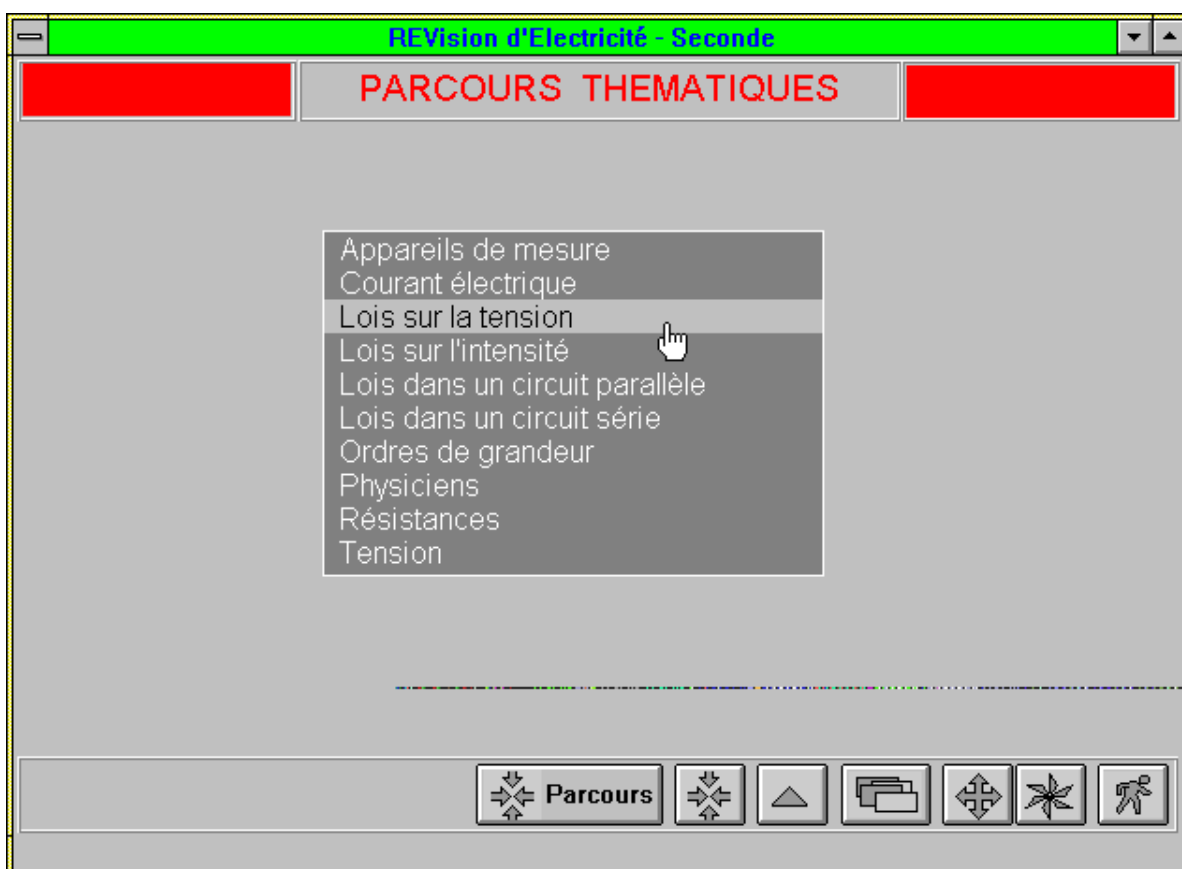 REVision d'Electricité - Seconde
PARCOURS THEMATIQUES
Appareils de mesure
Courant électrique
Lois sur la tension
Lois sur l'intensité
Lois dans un circuit parallèle
Lois dans un circuit série
Ordres de grandeur
Physiciens
Résistances
Tension
Parcours